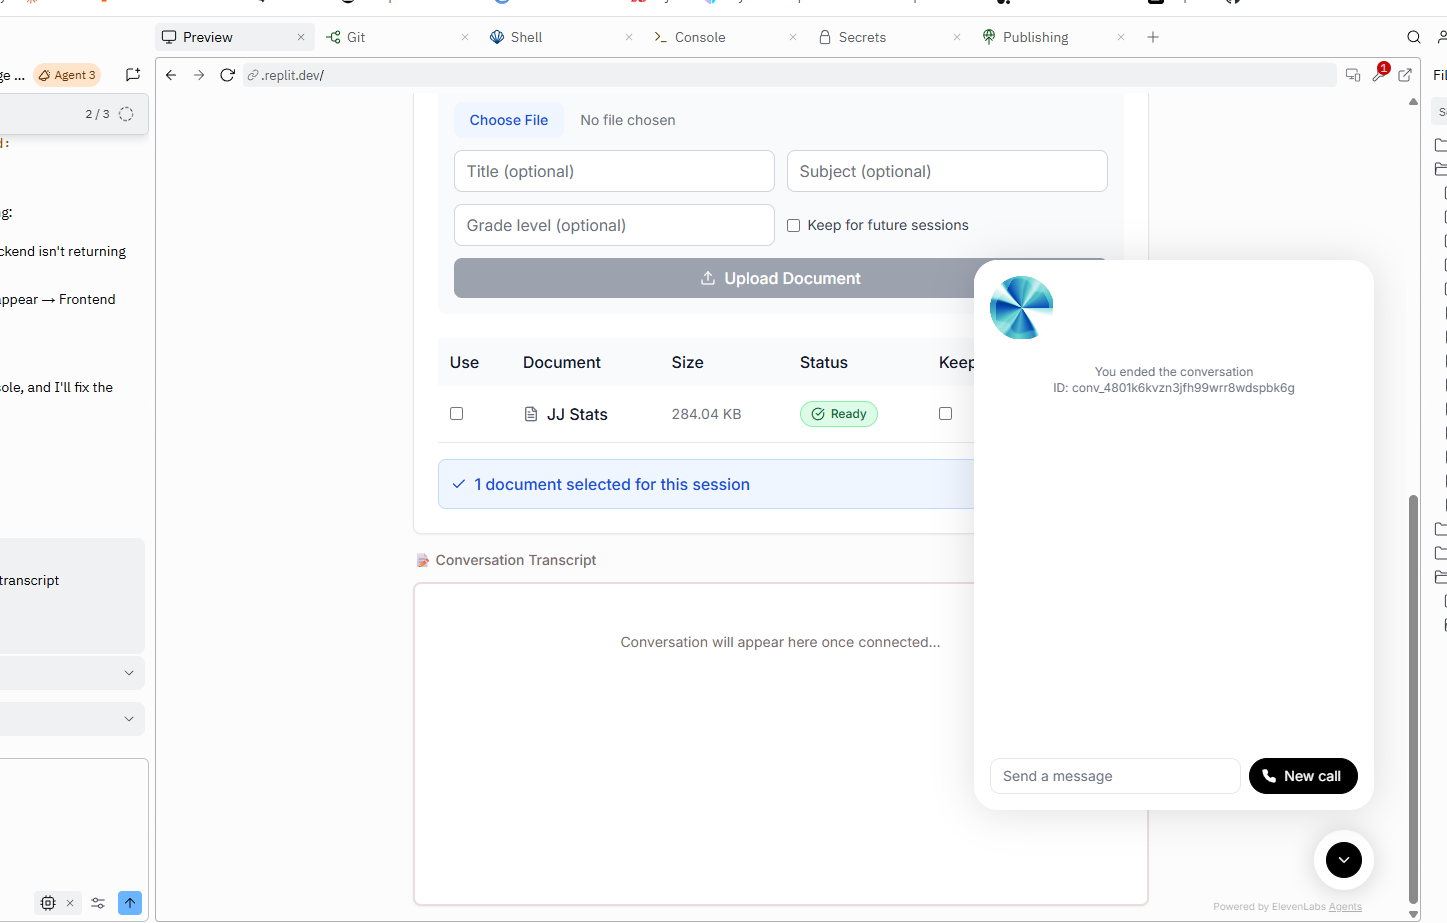 Preview
Git
Shell
Console
Secrets
Publishing
ge ...
Agent 3
.replit.dev/
1
Fil
2 / 3
d:
ng:
ckend isn't returning
appear → Frontend
sole, and I'll fix the
transcript
Choose File
No file chosen
Title (optional)
Subject (optional)
Grade level (optional)
Keep for future sessions
Upload Document
Use
Document
Size
Status
Keep
JJ Stats
284.04 KB
Ready
1 document selected for this session
Conversation Transcript
Conversation will appear here once connected...
You ended the conversation
ID: conv_4801k6kvzn3jfh99wrr8wdspbk6g
Send a message
New call
Powered by ElevenLabs Agents